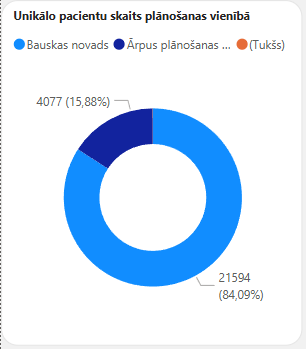 Unikālo pacientu skaits plānošanas vienībā
Bauskas novads Ārpus plānošanas ... (Tukšs)
4077 (15,88%)
21594
(84,09%)